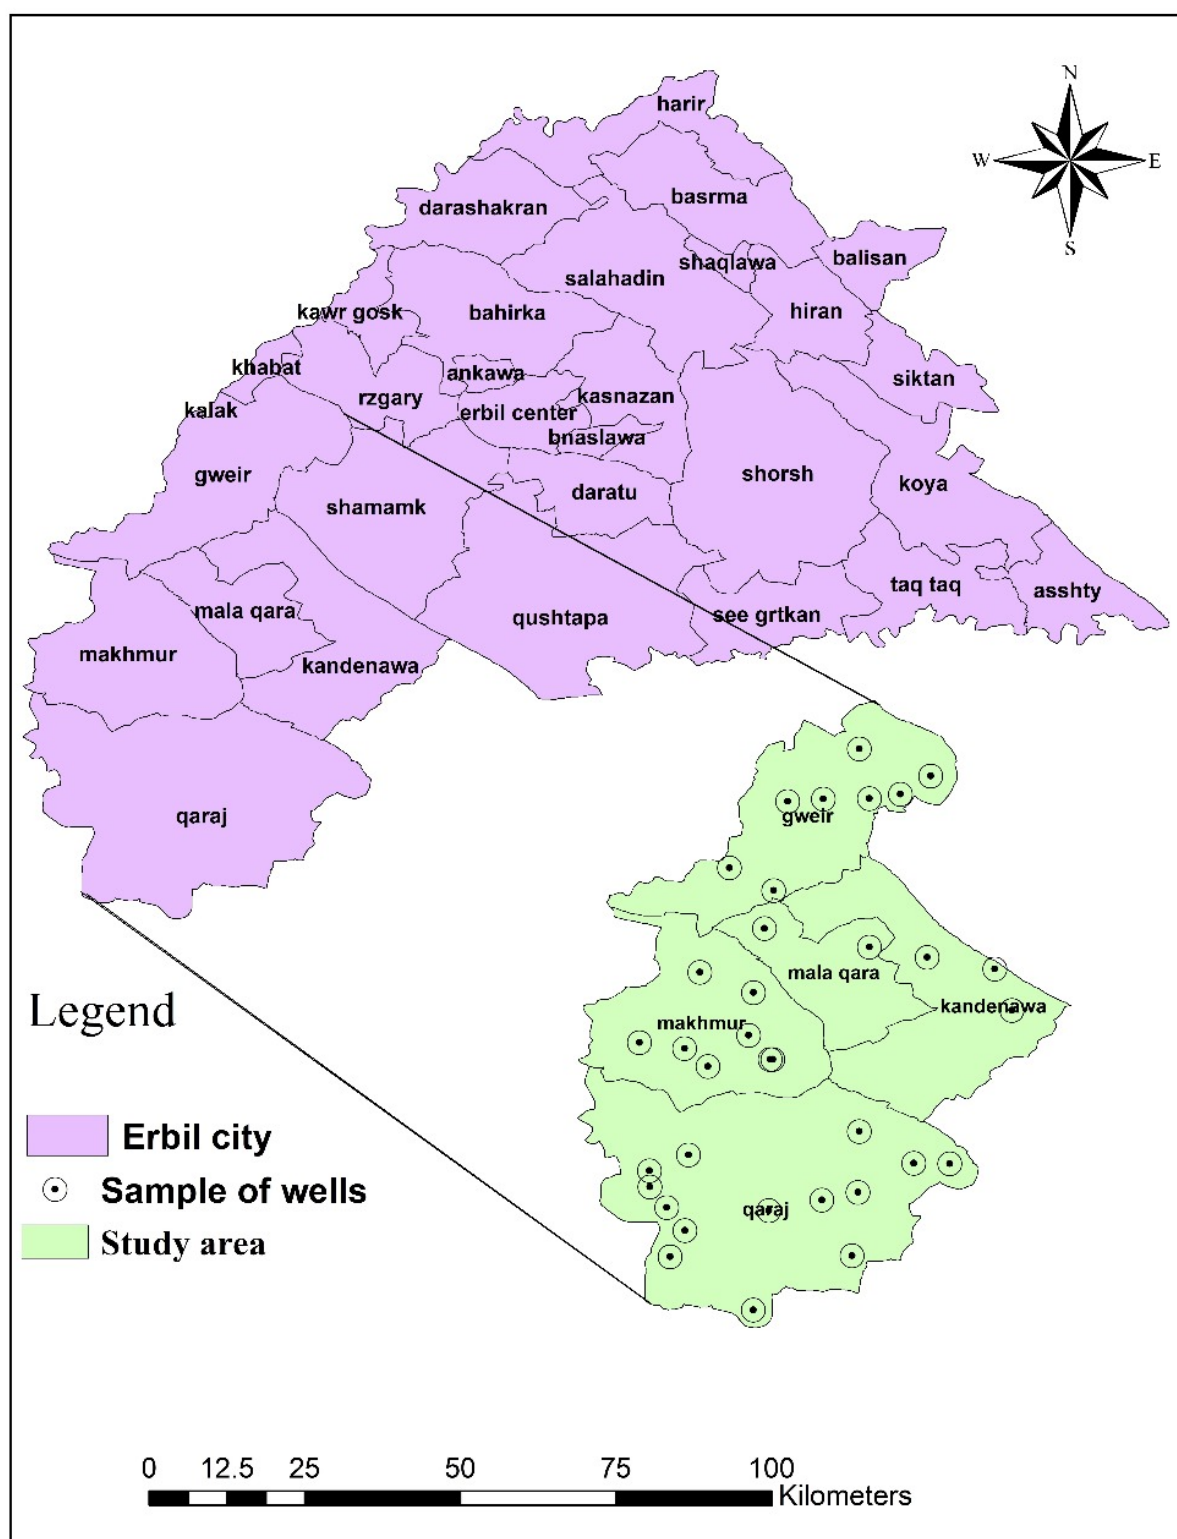 N
W E
S
harir
basrma
darashakran
balisan
shaqlawa
salahadin
hiran
kawr gosk
bahirka
khabat
ankawa
siktan
rzgary
kasnazan
kalak
erbil center
bnaslawa
gweir
shorsh
koya
daratu
shamamk
taq taq
asshty
mala qara
qushtapa
see grtkan
makhmur
kandenawa
qaraj
gweir
mala qara
kandenawa
makhmur
qaraj
Legend
Erbil city
Sample of wells
Study area
0 12.5 25 50 75 100
Kilometers